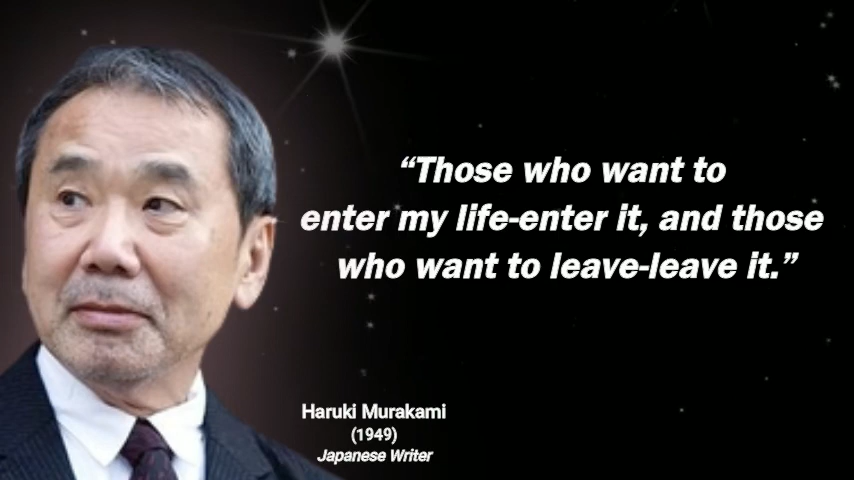 “Those who want to
enter my life-enter it, and those
who want to leave-leave it.”
Haruki Murakami
(1949)
Japanese Writer